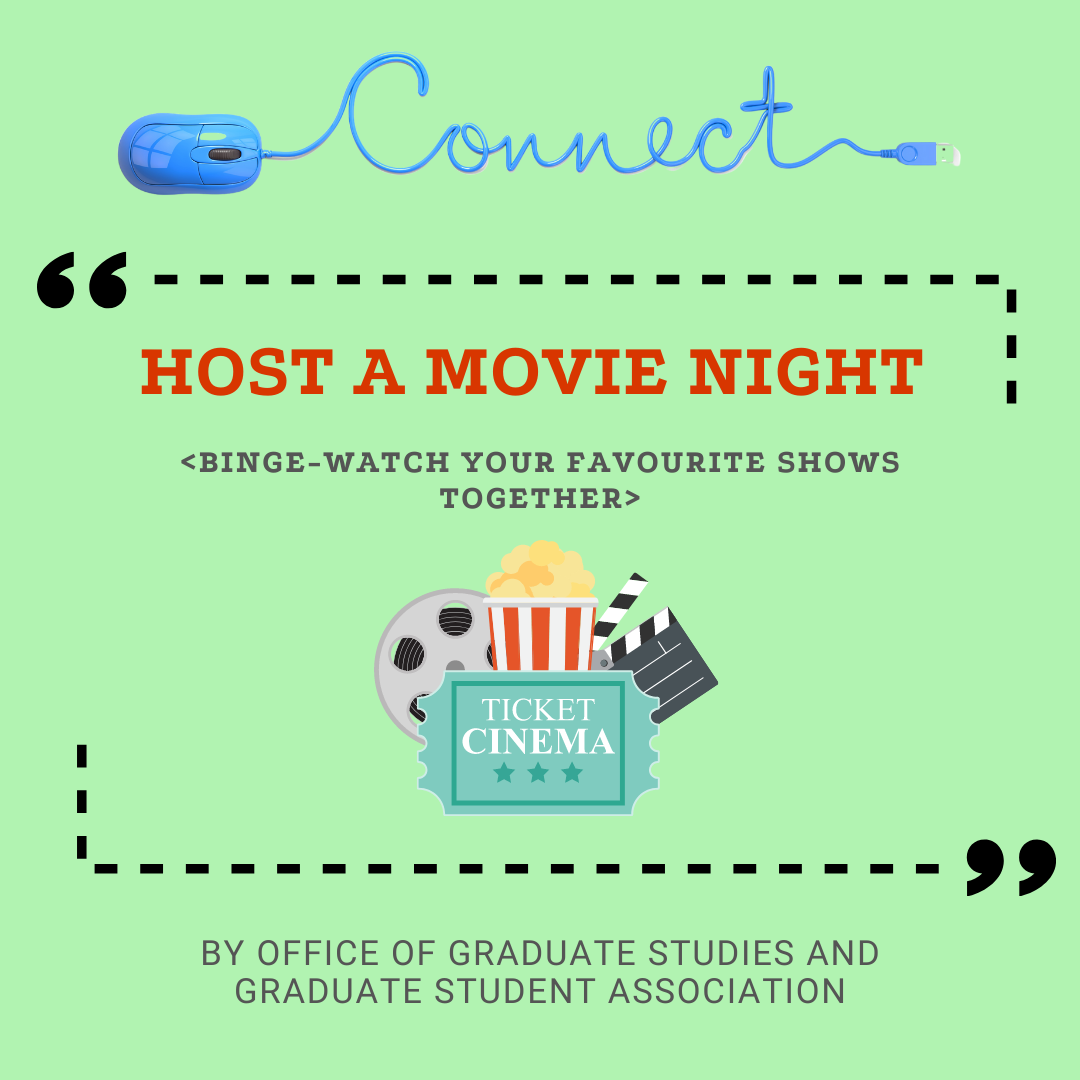 Connect
“
HOST A MOVIE NIGHT
<BINGE-WATCH YOUR FAVOURITE SHOWS
TOGETHER>
TICKET
CINEMA
”
BY OFFICE OF GRADUATE STUDIES AND
GRADUATE STUDENT ASSOCIATION